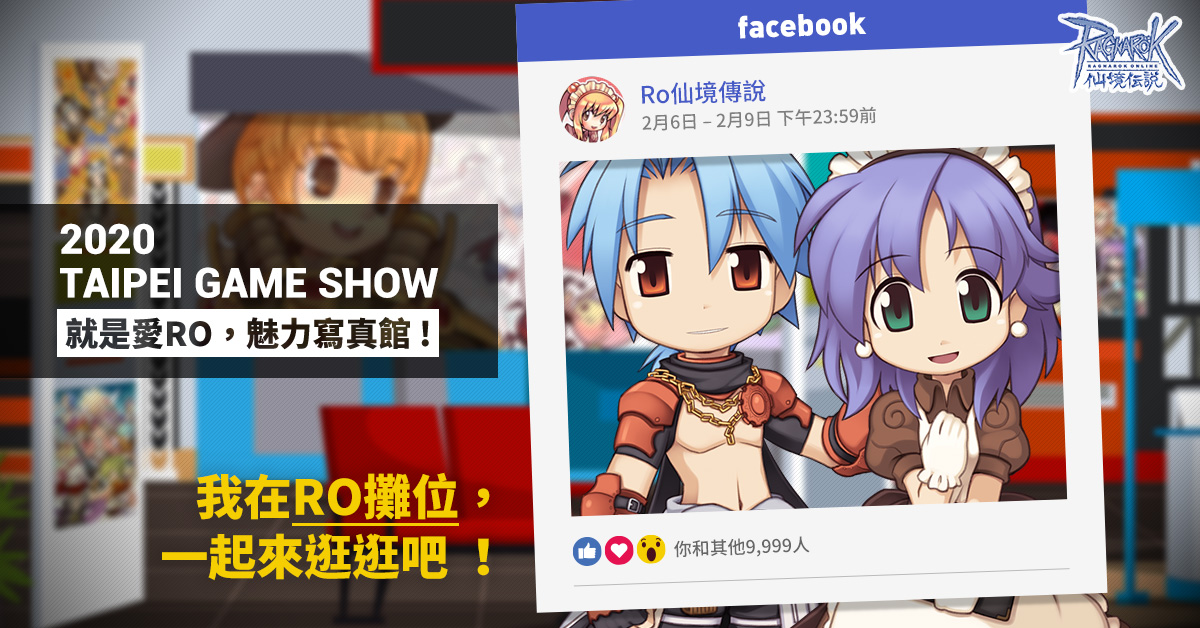 2020
TAIPEI GAME SHOW
就是愛RO，魅力寫真館！
我在RO攤位，
一起來逛逛吧 ！
facebook
Ro仙境傳說
2月6日 – 2月9日 下午23:59前
你和其他9,999人
RAGNARÖK
RAGNAROK ONLINE
仙境伝説